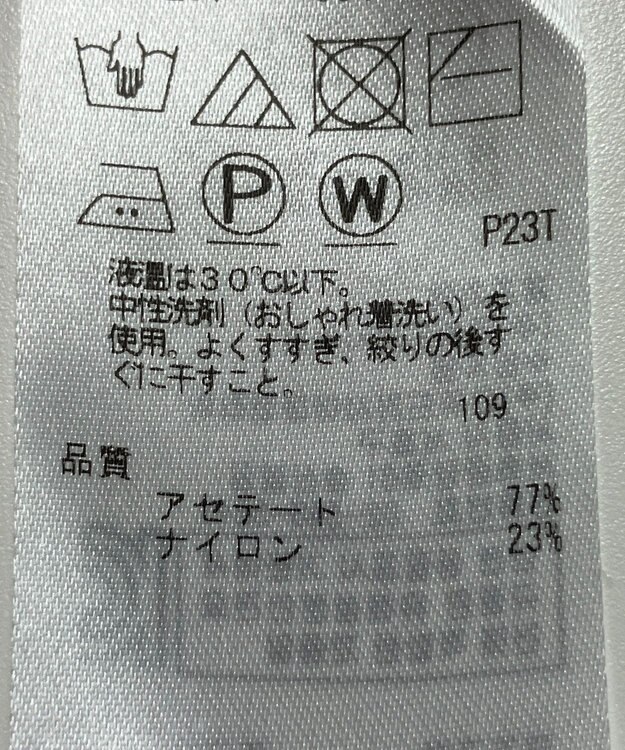 P
W
P23T
液温は30℃以下。
中性洗剤（おしゃれ着洗い）を
使用。よくすすぎ、絞りの後す
ぐに干すこと。
109
品質
アセテート 77%
ナイロン 23%